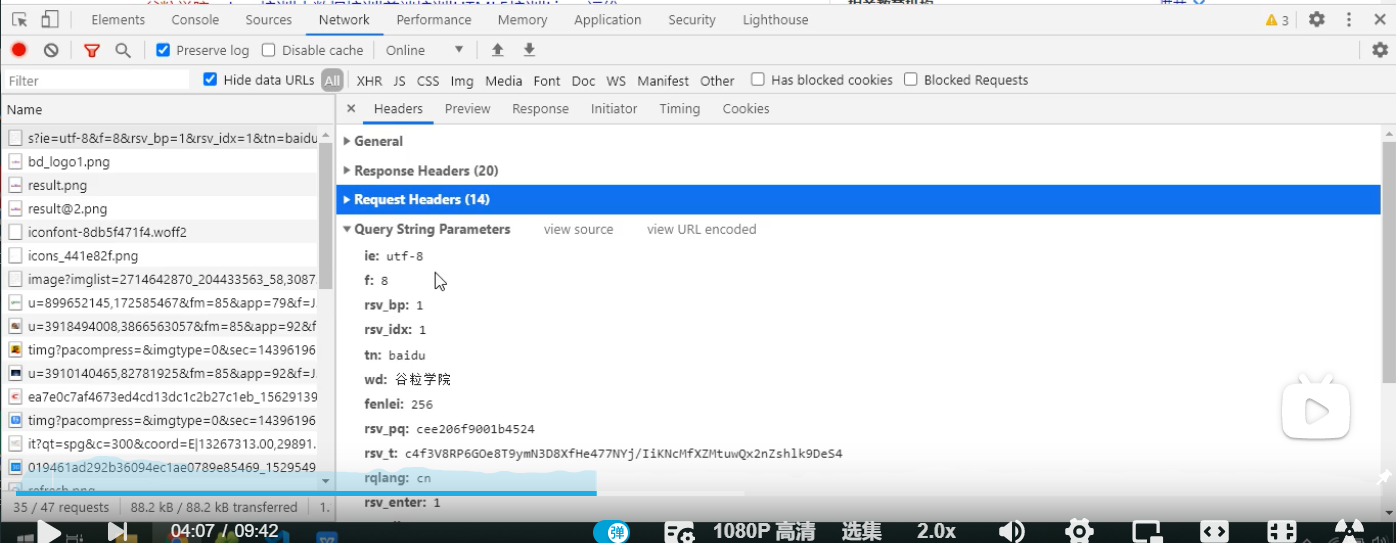 Elements Console Sources Network Performance Memory Application Security Lighthouse 3
Preserve log Disable cache Online
Filter Hide data URLs All XHR JS CSS Img Media Font Doc WS Manifest Other Has blocked cookies Blocked Requests
Name
Headers Preview Response Initiator Timing Cookies
s?ie=utf-8&f=8&rsv_bp=1&rsv_idx=1&tn=baidu
bd_logo1.png
result.png
result@2.png
iconfont-8db5f471f4.woff2
icons_441e82f.png
image?imglist=2714642870_204433563_58,3087
u=899652145,172585467&fm=85&app=79&f=J
u=3918494008,3866563057&fm=85&app=92&f
timg?pacompress=&imgtype=0&sec=14396196
u=3910140465,82781925&fm=85&app=92&f=J
ea7e0c7af4673ed4cd13dc1c2b27c1eb_15629139
timg?pacompress=&imgtype=0&sec=14396196
it?qt=spg&c=300&coord=E|13267313.00,29891.
019461ad292b36094ec1ae0789e85469_1529549
refresh.png
35 / 47 requests 88.2 kB / 88.2 kB transferred 1.
General
Response Headers (20)
Request Headers (14)
Query String Parameters view source view URL encoded
ie: utf-8
f: 8
rsv_bp: 1
rsv_idx: 1
tn: baidu
wd: 谷粒学院
fenlei: 256
rsv_pq: cee206f9001b4524
rsv_t: c4f3V8RP6GOe8T9ymN3D8XfHe477NYj/IiKNcMfXZMtuwQx2nZshlk9DeS4
rqlang: cn
rsv_enter: 1
04:07 / 09:42 弹 1080P 高清 选集 2.0x